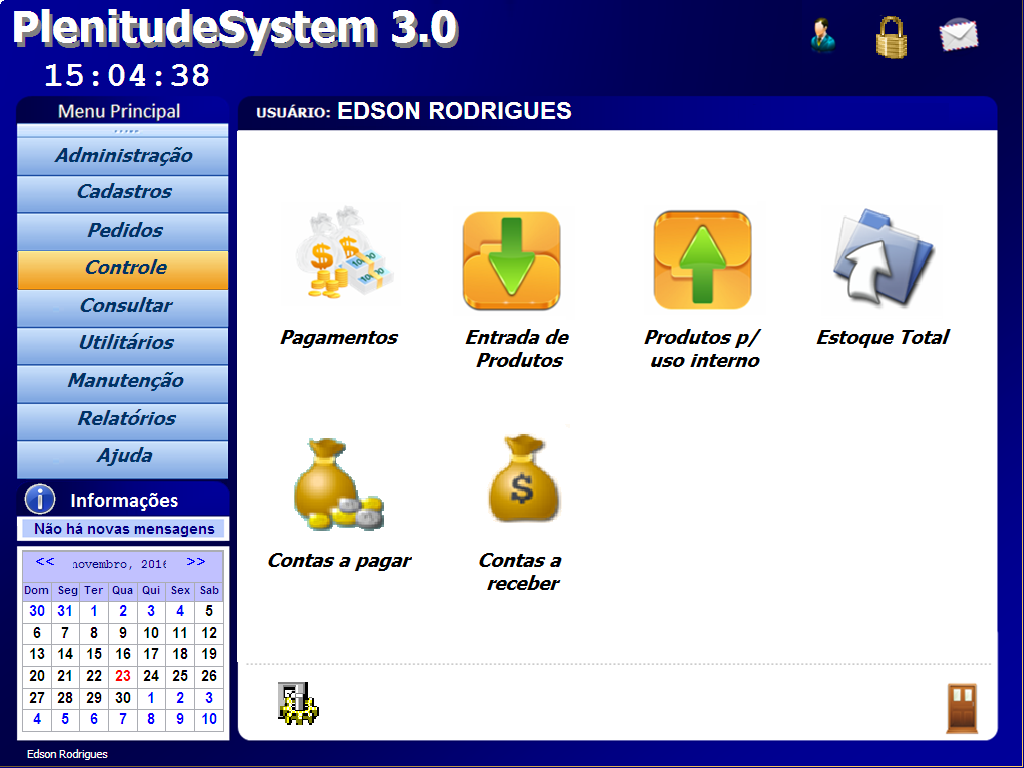 PlenitudeSystem 3.0
15:04:38
Menu Principal
Administração
Cadastros
Pedidos
Controle
Consultar
Utilitários
Manutenção
Relatórios
Ajuda
Informações
Não há novas mensagens
<< novembro, 2016 >>
Dom Seg Ter Qua Qui Sex Sab
30 31 1 2 3 4 5
6 7 8 9 10 11 12
13 14 15 16 17 18 19
20 21 22 23 24 25 26
27 28 29 30 1 2 3
4 5 6 7 8 9 10
Edson Rodrigues
USUÁRIO: EDSON RODRIGUES
Pagamentos
Entrada de
Produtos
Produtos p/
uso interno
Estoque Total
Contas a pagar
Contas a
receber